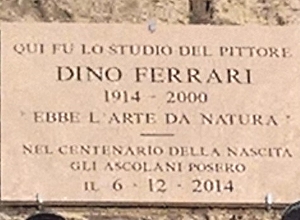 QUI FU LO STUDIO DEL PITTORE
DINO FERRARI
1914 - 2000
"EBBE L'ARTE DA NATURA"
NEL CENTENARIO DELLA NASCITA
GLI ASCOLANI POSERO
IL 6 - 12 - 2014